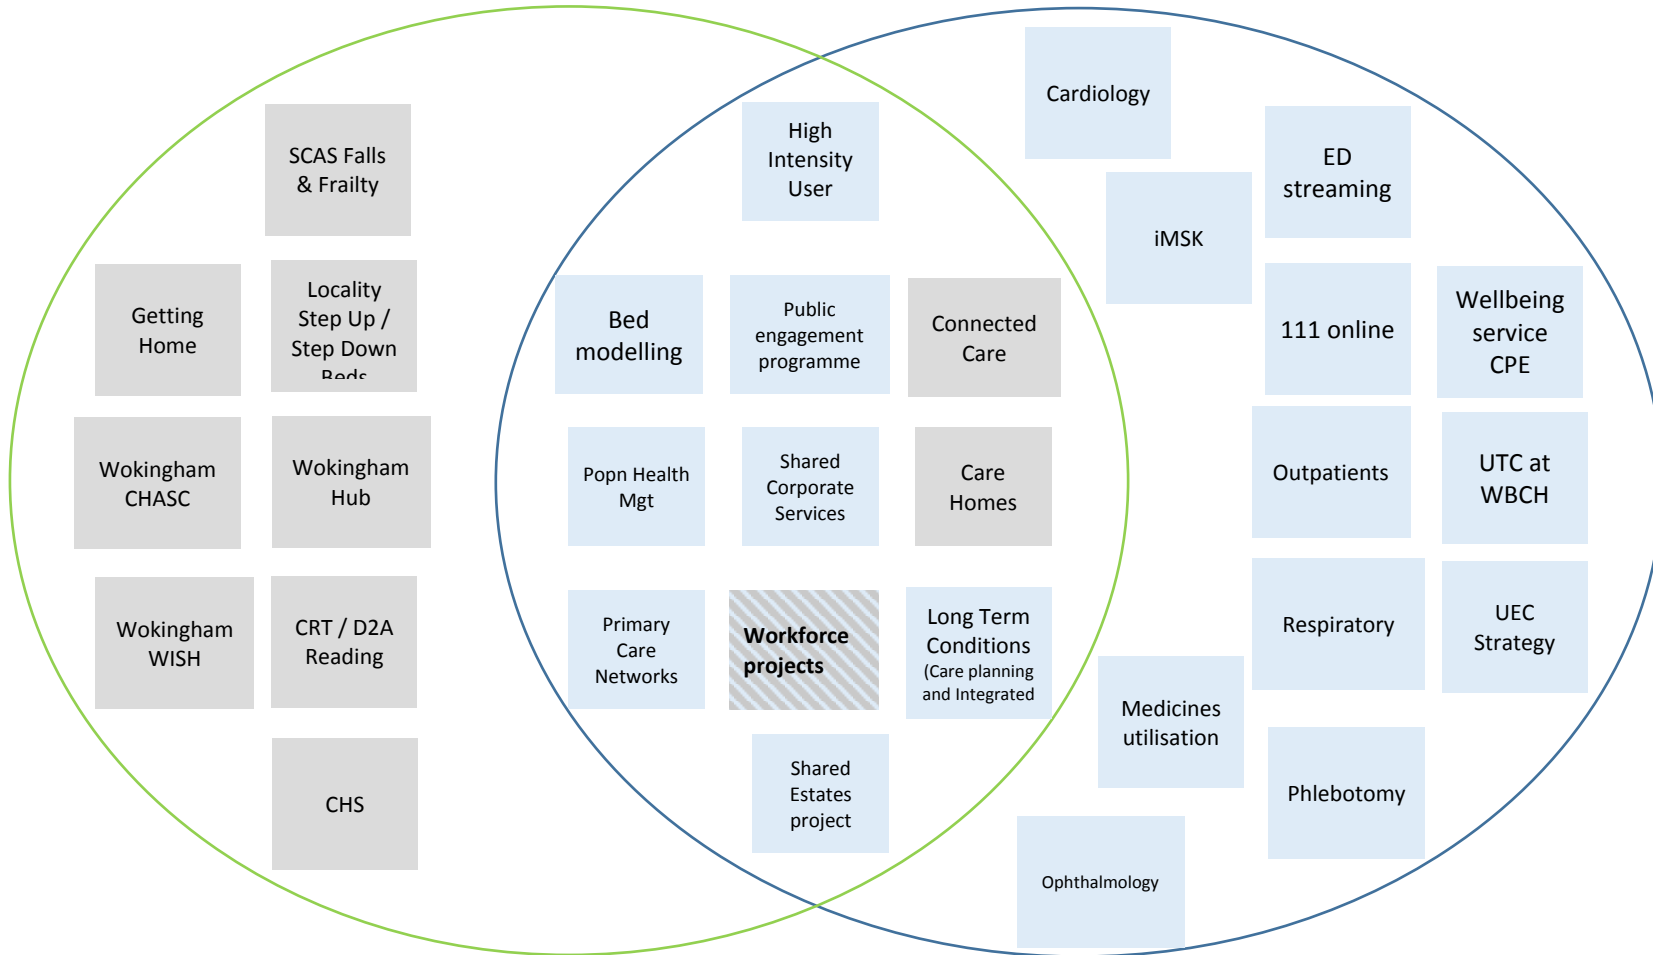 SCAS Falls
& Frailty
Getting
Home
Locality
Step Up /
Step Down
Beds
Wokingham
CHASC
Wokingham
Hub
Wokingham
WISH
CRT / D2A
Reading
CHS
High
Intensity
User
Bed
modelling
Public
engagement
programme
Connected
Care
Popn Health
Mgt
Shared
Corporate
Services
Care
Homes
Primary
Care
Networks
Workforce
projects
Long Term
Conditions
(Care planning
and Integrated
Shared
Estates
project
Cardiology
iMSK
ED
streaming
111 online
Wellbeing
service
CPE
Outpatients
UTC at
WBCH
Respiratory
UEC
Strategy
Medicines
utilisation
Phlebotomy
Ophthalmology